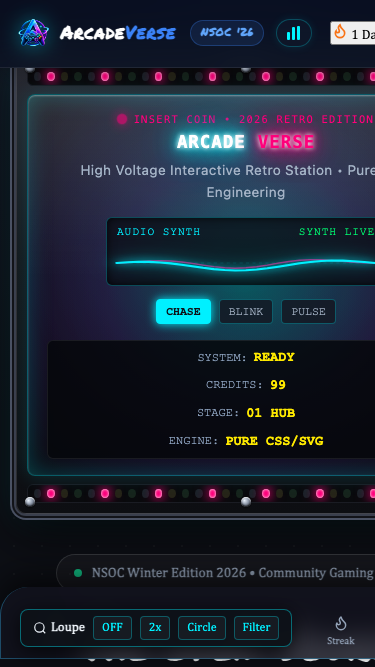 ARCADEVERSE NSOC '26 1 Da
INSERT COIN • 2026 RETRO EDITION
ARCADE VERSE
High Voltage Interactive Retro Station • Pure
Engineering
AUDIO SYNTH SYNTH LIVE
CHASE BLINK PULSE
SYSTEM: READY
CREDITS: 99
STAGE: 01 HUB
ENGINE: PURE CSS/SVG
NSOC Winter Edition 2026 • Community Gaming
Loupe OFF 2x Circle Filter
Streak